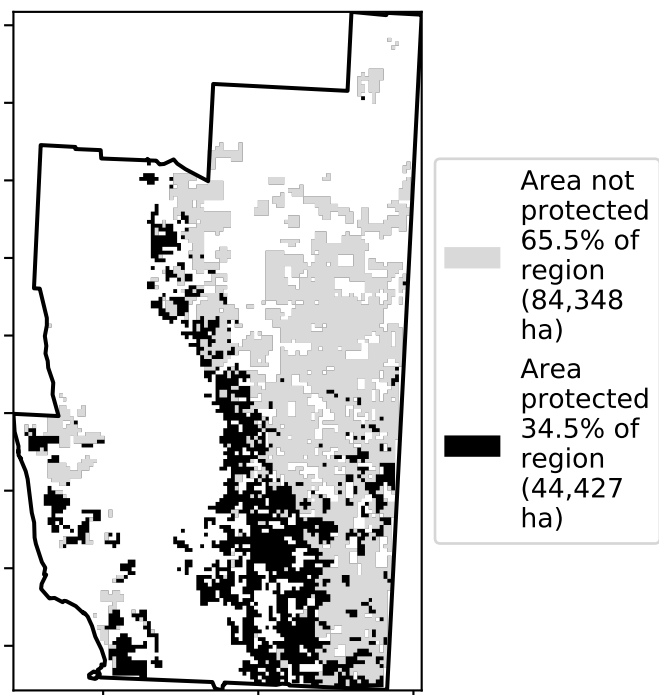 Area not
protected
65.5% of
region
(84,348
ha)
Area
protected
34.5% of
region
(44,427
ha)